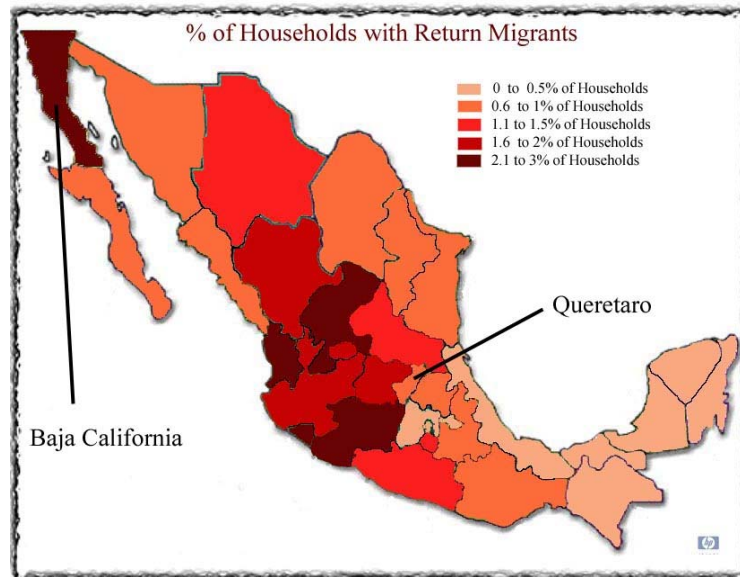 % of Households with Return Migrants
0 to 0.5% of Households
0.6 to 1% of Households
1.1 to 1.5% of Households
1.6 to 2% of Households
2.1 to 3% of Households
Queretaro
Baja California
hp